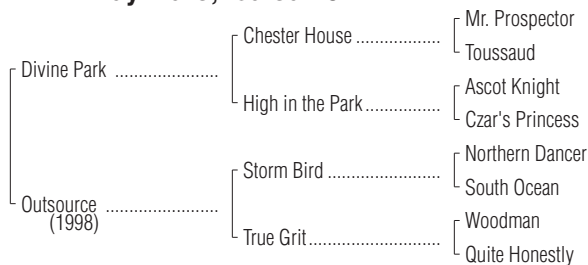 Mr. Prospector
Chester House
Toussaud
Divine Park
Ascot Knight
High in the Park
Czar's Princess
Northern Dancer
Storm Bird
South Ocean
Outsource
(1998)
Woodman
True Grit
Quite Honestly